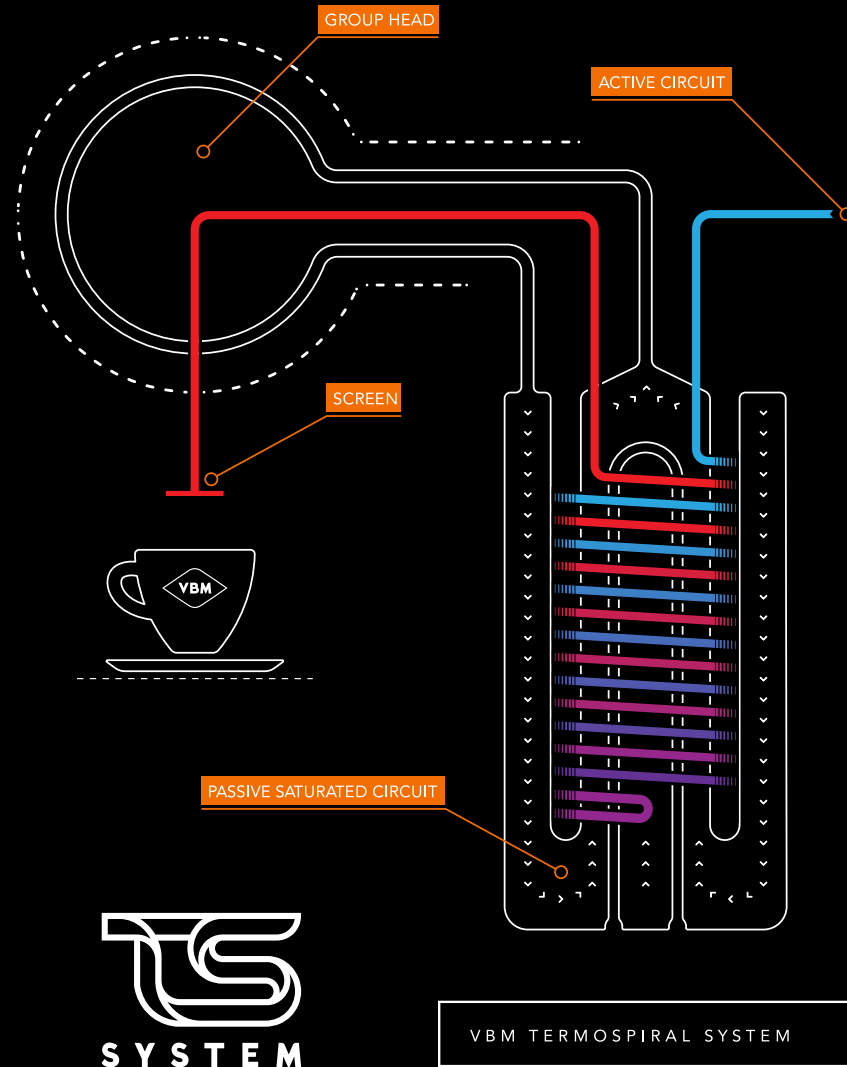 GROUP HEAD
ACTIVE CIRCUIT
SCREEN
VBM
PASSIVE SATURATED CIRCUIT
TS
SYSTEM
VBM TERMOSPIRAL SYSTEM